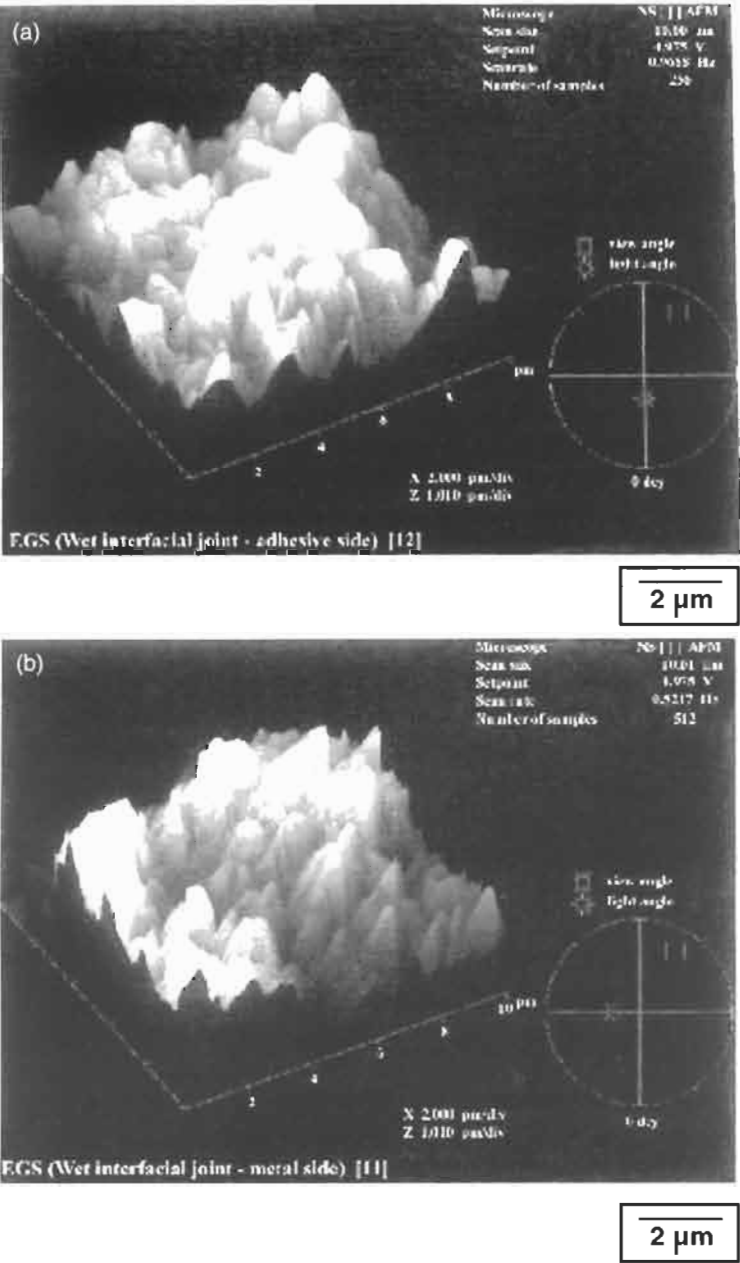 (a)
Microscope NS III AFM
Scan size 10.00 µm
Setpoint 4.975 V
Scan rate Hz
Number of samples 256
view angle
light angle
µm
2
4
6
8
X 2.000 µm/div
Z 1.010 µm/div
0 deg
EGS (Wet interfacial joint - adhesive side) [12]
2 µm
(b)
Microscope NS III AFM
Scan size 10.01 µm
Setpoint 4.975 V
Scan rate 0.5217 Hz
Number of samples 512
view angle
light angle
10 µm
2
4
6
8
X 2.000 µm/div
Z 1.010 µm/div
0 deg
EGS (Wet interfacial joint - metal side) [11]
2 µm